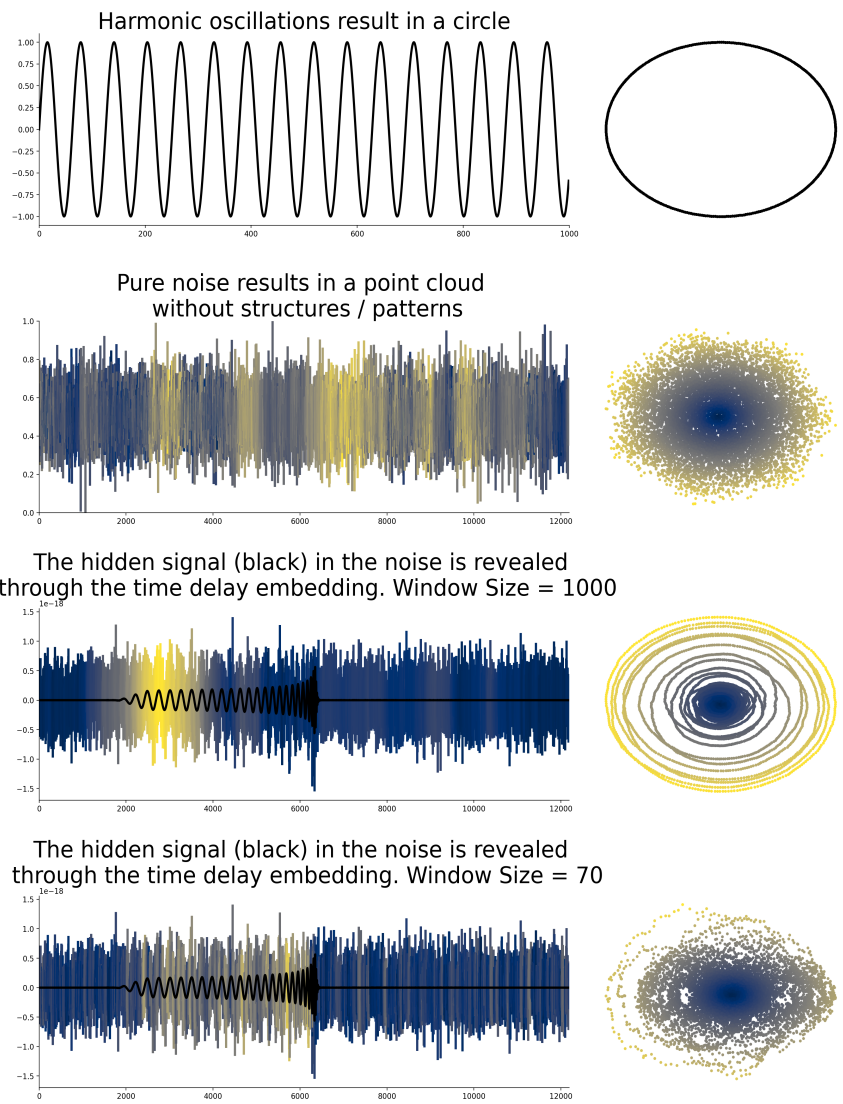 Harmonic oscillations result in a circle
1.00
0.75
0.50
0.25
0.00
−0.25
−0.50
−0.75
−1.00
0 200 400 600 800 1000
Pure noise results in a point cloud
without structures / patterns
1.0
0.8
0.6
0.4
0.2
0.0
0 2000 4000 6000 8000 10000 12000
The hidden signal (black) in the noise is revealed
through the time delay embedding. Window Size = 1000
1e−18
1.5
1.0
0.5
0.0
−0.5
−1.0
−1.5
0 2000 4000 6000 8000 10000 12000
The hidden signal (black) in the noise is revealed
through the time delay embedding. Window Size = 70
1e−18
1.5
1.0
0.5
0.0
−0.5
−1.0
−1.5
0 2000 4000 6000 8000 10000 12000